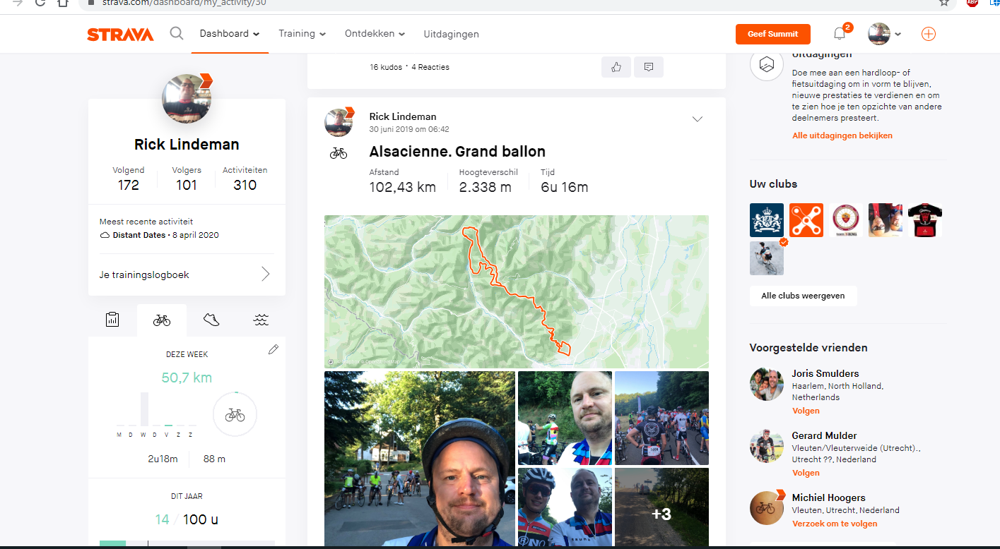 strava.com/dashboard/my_activity/30
ABP
STRAVA
Dashboard
Training
Ontdekken
Uitdagingen
Geef Summit
2
Rick Lindeman
Volgend
Volgers
Activiteiten
172
101
310
Meest recente activiteit
Distant Dates • 8 april 2020
Je trainingslogboek
DEZE WEEK
50,7 km
M D W D V Z Z
2u18m
88 m
DIT JAAR
14 / 100 u
16 kudos • 4 Reacties
Rick Lindeman
30 juni 2019 om 06:42
Alsacienne. Grand ballon
Afstand
Hoogteverschil
Tijd
102,43 km
2.338 m
6u 16m
+3
Uitdagingen
Doe mee aan een hardloop- of
fietsuitdaging om in vorm te blijven,
nieuwe prestaties te verdienen en om
te zien hoe je ten opzichte van andere
deelnemers presteert.
Alle uitdagingen bekijken
Uw clubs
Alle clubs weergeven
Voorgestelde vrienden
Joris Smulders
Haarlem, North Holland,
Netherlands
Volgen
Gerard Mulder
Vleuten/Vleuterweide (Utrecht).,
Utrecht ??, Nederland
Volgen
Michiel Hoogers
Vleuten, Utrecht, Nederland
Verzoek om te volgen